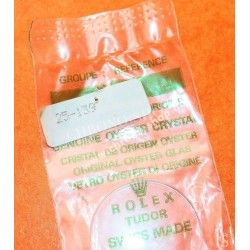 GROUPE REFERENCE
25-135
GENUINE OYSTER CRYSTAL
CRISTAL D'ORIGEN OYSTER
ORIGINAL OYSTER GLAS
VETRO OYSTER DI ORIGINE
ROLEX
TUDOR
SWISS MADE